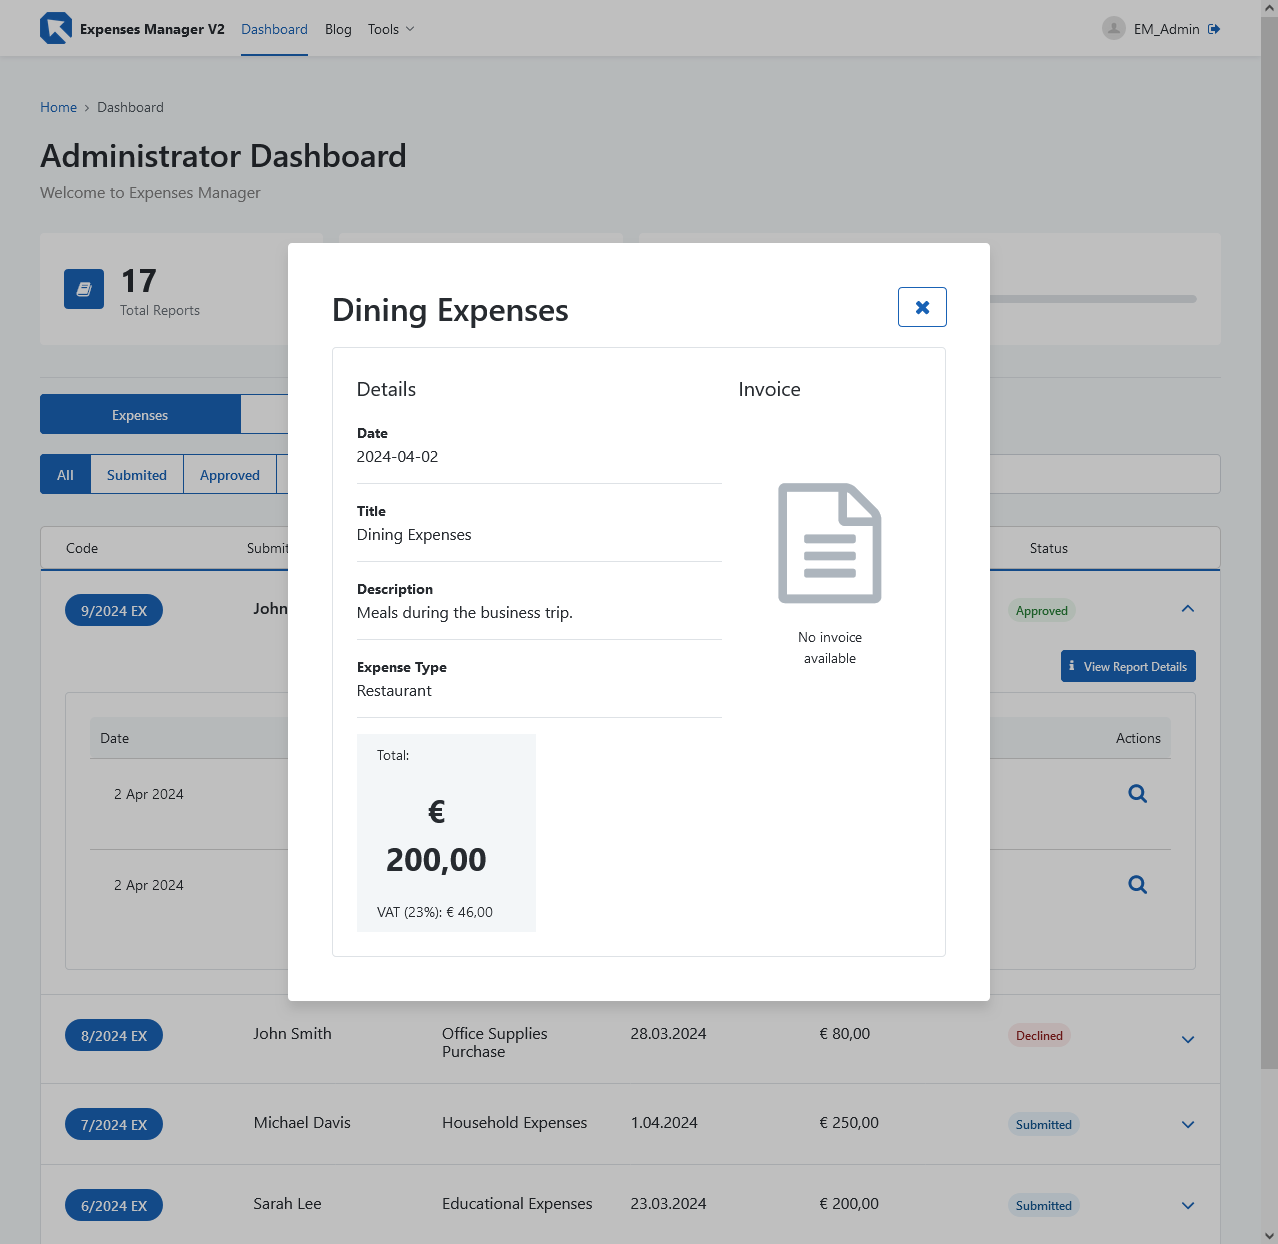 Expenses Manager V2 Dashboard Blog Tools EM_Admin
Home › Dashboard
Administrator Dashboard
Welcome to Expenses Manager
17
Total Reports
Expenses
All Submited Approved
Code Status
9/2024 EX Approved
View Report Details
Date Actions
2 Apr 2024
2 Apr 2024
Dining Expenses
Details
Date
2024-04-02
Title
Dining Expenses
Description
Meals during the business trip.
Expense Type
Restaurant
Total:
€
200,00
VAT (23%): € 46,00
Invoice
No invoice
available
8/2024 EX John Smith Office Supplies 28.03.2024 € 80,00 Declined
Purchase
7/2024 EX Michael Davis Household Expenses 1.04.2024 € 250,00 Submitted
6/2024 EX Sarah Lee Educational Expenses 23.03.2024 € 200,00 Submitted